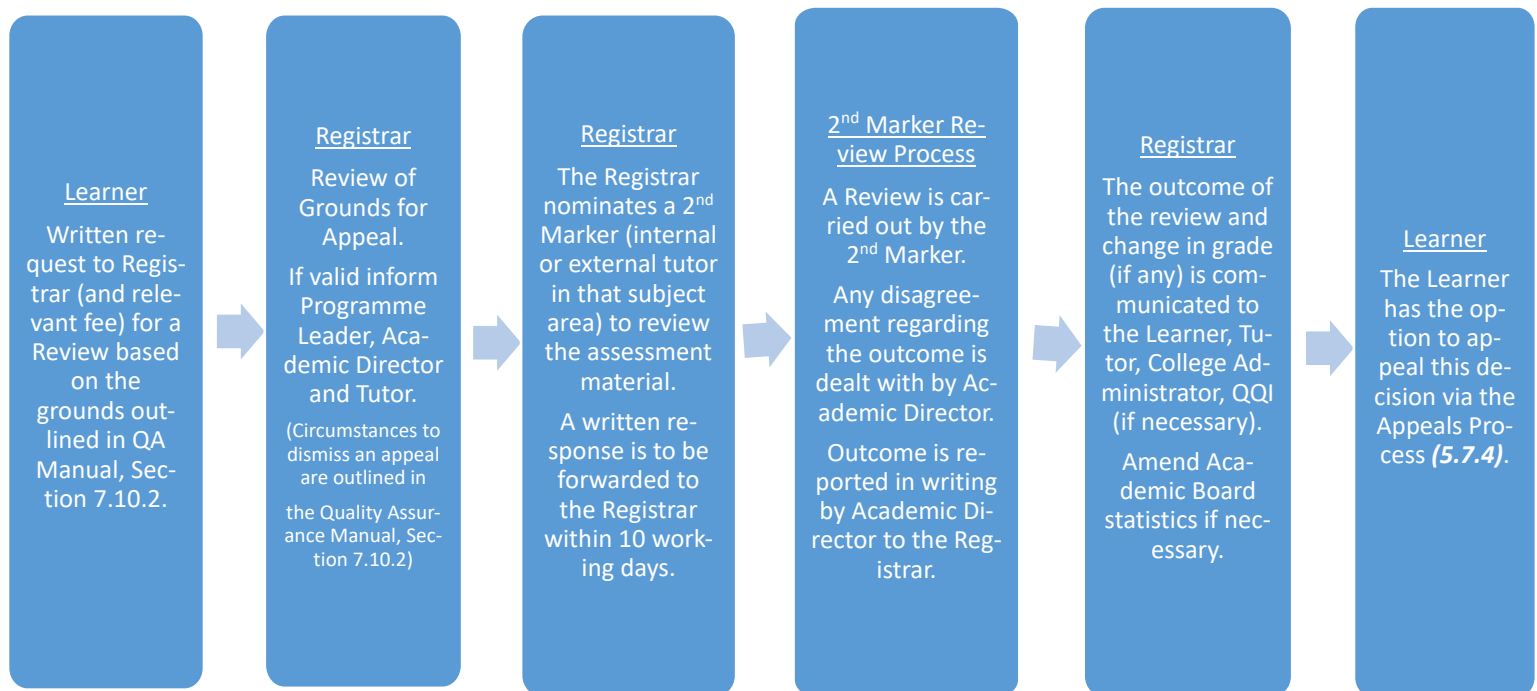 Learner
Written re-
quest to Regis-
trar (and rele-
vant fee) for a
Review based
on the
grounds out-
lined in QA
Manual, Sec-
tion 7.10.2.
Registrar
Review of
Grounds for
Appeal.
If valid inform
Programme
Leader, Aca-
demic Director
and Tutor.
(Circumstances to
dismiss an appeal
are outlined in
the Quality Assur-
ance Manual, Sec-
tion 7.10.2)
Registrar
The Registrar
nominates a 2nd
Marker (internal
or external tutor
in that subject
area) to review
the assessment
material.
A written re-
sponse is to be
forwarded to
the Registrar
within 10 work-
ing days.
2nd Marker Re-
view Process
A Review is car-
ried out by the
2nd Marker.
Any disagree-
ment regarding
the outcome is
dealt with by Ac-
ademic Director.
Outcome is re-
ported in writing
by Academic Di-
rector to the Reg-
istrar.
Registrar
The outcome of
the review and
change in grade
(if any) is com-
municated to
the Learner, Tu-
tor, College Ad-
ministrator, QQI
(if necessary).
Amend Aca-
demic Board
statistics if nec-
essary.
Learner
The Learner
has the op-
tion to ap-
peal this de-
cision via the
Appeals Pro-
cess (5.7.4).